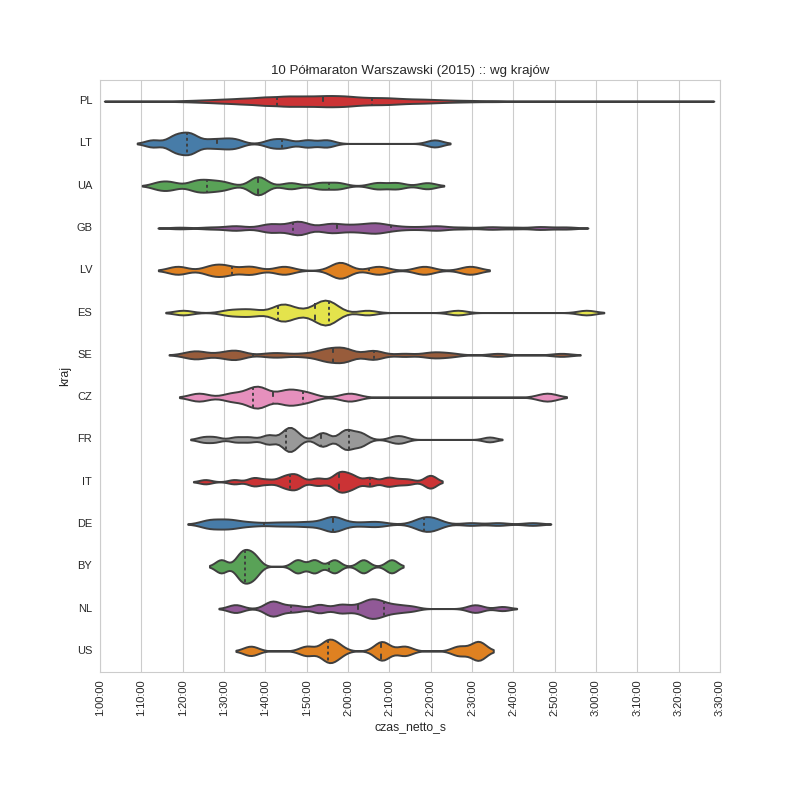 10 Półmaraton Warszawski (2015) :: wg krajów
PL
LT
UA
GB
LV
ES
SE
CZ
FR
IT
DE
BY
NL
US
kraj
1:00:00
1:10:00
1:20:00
1:30:00
1:40:00
1:50:00
2:00:00
2:10:00
2:20:00
2:30:00
2:40:00
2:50:00
3:00:00
3:10:00
3:20:00
3:30:00
czas_netto_s